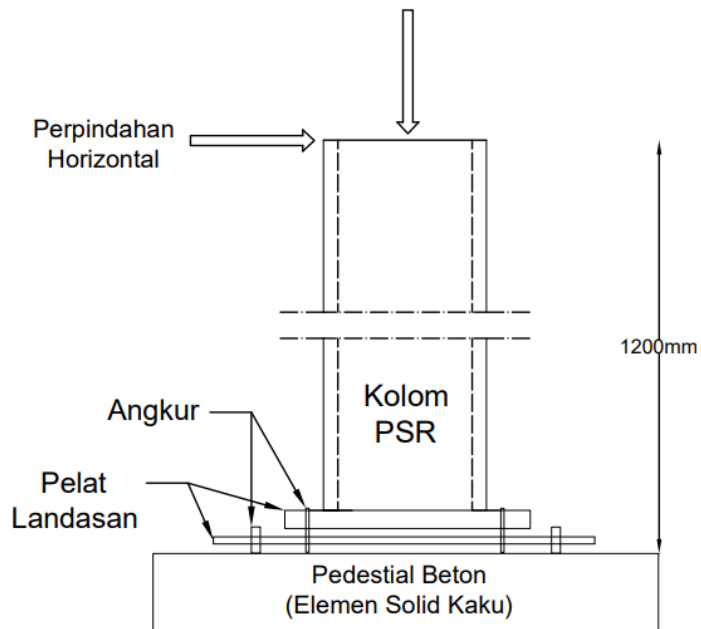 Perpindahan
Horizontal
1200mm
Kolom
PSR
Angkur
Pelat
Landasan
Pedestial Beton
(Elemen Solid Kaku)